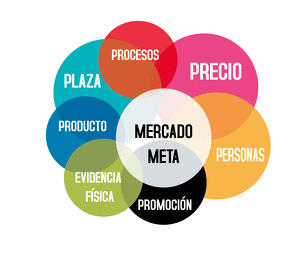 PROCESOS
PLAZA
PRECIO
PRODUCTO
MERCADO
META
PERSONAS
EVIDENCIA
FÍSICA
PROMOCIÓN